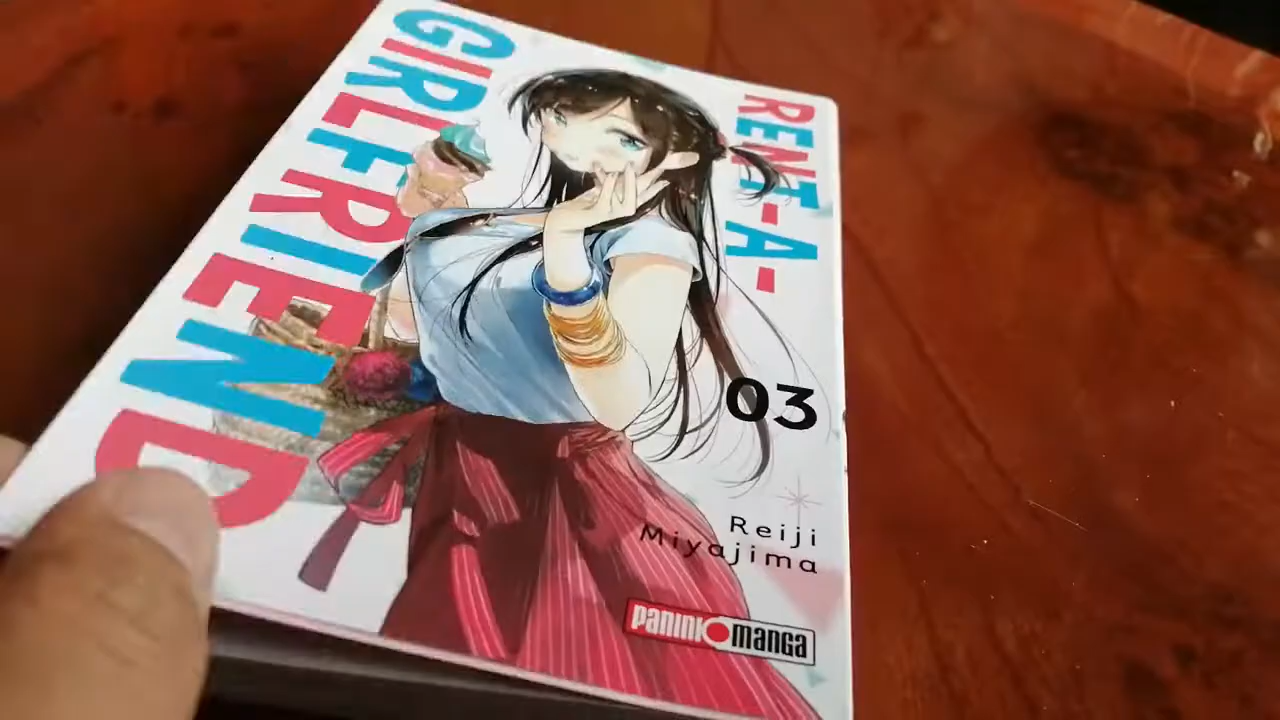 RENT-A-
GIRLFRIEND
03
Reiji
Miyajima
PANINI manga